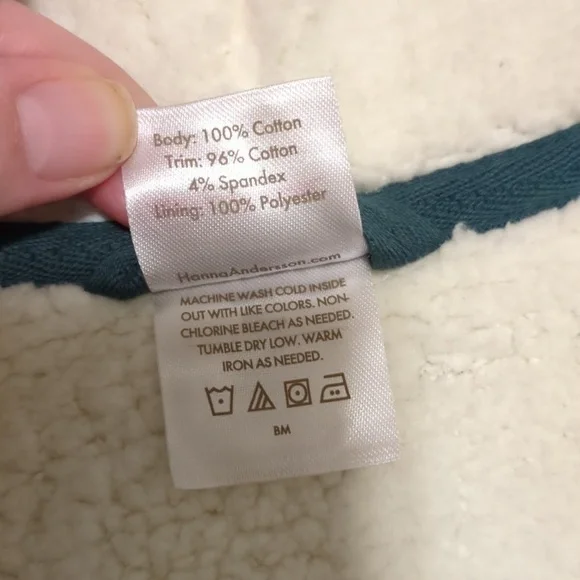 Body: 100% Cotton
Trim: 96% Cotton
4% Spandex
Lining: 100% Polyester
HannaAndersson.com
MACHINE WASH COLD INSIDE
OUT WITH LIKE COLORS. NON-
CHLORINE BLEACH AS NEEDED.
TUMBLE DRY LOW. WARM
IRON AS NEEDED.
BM